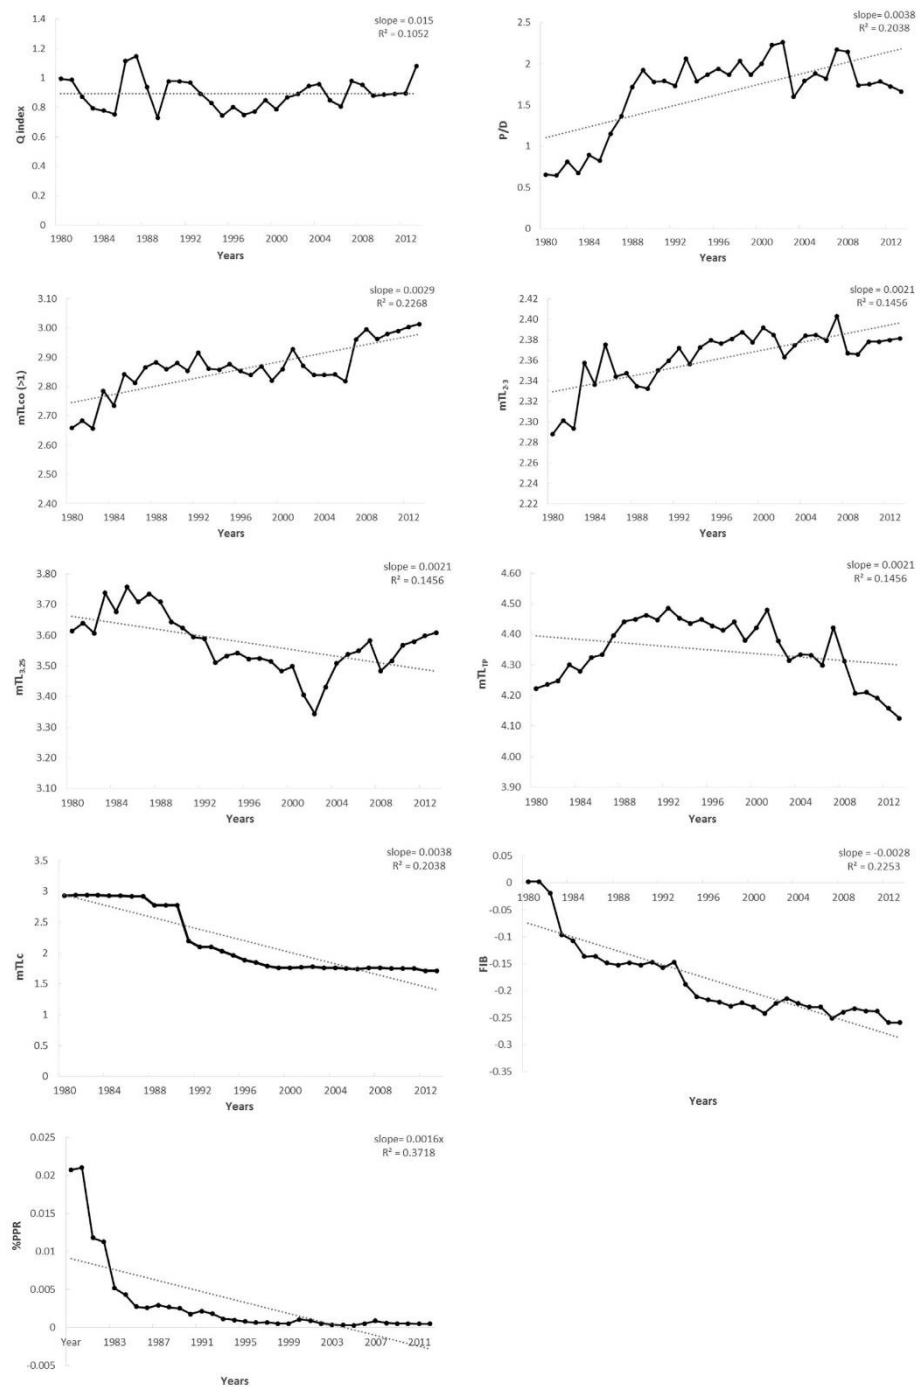 slope = 0.015
R² = 0.1052
1.4
1.2
1
0.8
0.6
0.4
0.2
0
Q index
1980 1984 1988 1992 1996 2000 2004 2008 2012
Years
slope= 0.0038
R² = 0.2038
2.5
2
1.5
1
0.5
0
P/D
1980 1984 1988 1992 1996 2000 2004 2008 2012
Years
slope = 0.0029
R² = 0.2268
3.10
3.00
2.90
2.80
2.70
2.60
2.50
2.40
mTLco (>1)
1980 1984 1988 1992 1996 2000 2004 2008 2012
Years
slope = 0.0021
R² = 0.1456
2.42
2.40
2.38
2.36
2.34
2.32
2.30
2.28
2.26
2.24
2.22
mTL₂₋₃
1980 1984 1988 1992 1996 2000 2004 2008 2012
Years
slope = 0.0021
R² = 0.1456
3.80
3.70
3.60
3.50
3.40
3.30
3.20
3.10
mTL₃.₂₅
1980 1984 1988 1992 1996 2000 2004 2008 2012
Years
slope = 0.0021
R² = 0.1456
4.60
4.50
4.40
4.30
4.20
4.10
4.00
3.90
mTL_TP
1980 1984 1988 1992 1996 2000 2004 2008 2012
Years
slope= 0.0038
R² = 0.2038
3.5
3
2.5
2
1.5
1
0.5
0
mTLc
1980 1984 1988 1992 1996 2000 2004 2008 2012
Years
slope = -0.0028
R² = 0.2253
0.05
0
-0.05
-0.1
-0.15
-0.2
-0.25
-0.3
-0.35
FIB
1980 1984 1988 1992 1996 2000 2004 2008 2012
Years
slope= 0.0016x
R² = 0.3718
0.025
0.02
0.015
0.01
0.005
0
-0.005
%PPR
Year 1983 1987 1991 1995 1999 2003 2007 2011
Years